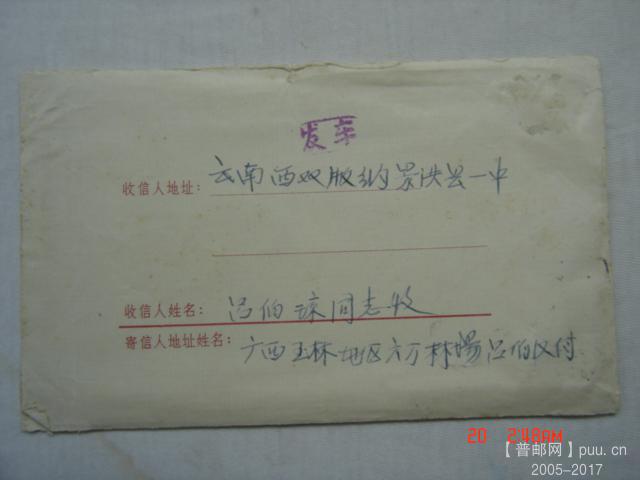 发亲
收信人地址：云南西双版纳景洪县一中
收信人姓名：吕伯琼同志收
寄信人地址姓名：广西玉林地区六万林場吕伯汉付
20 2:48AM
【普邮网】puu.cn
2005-2017